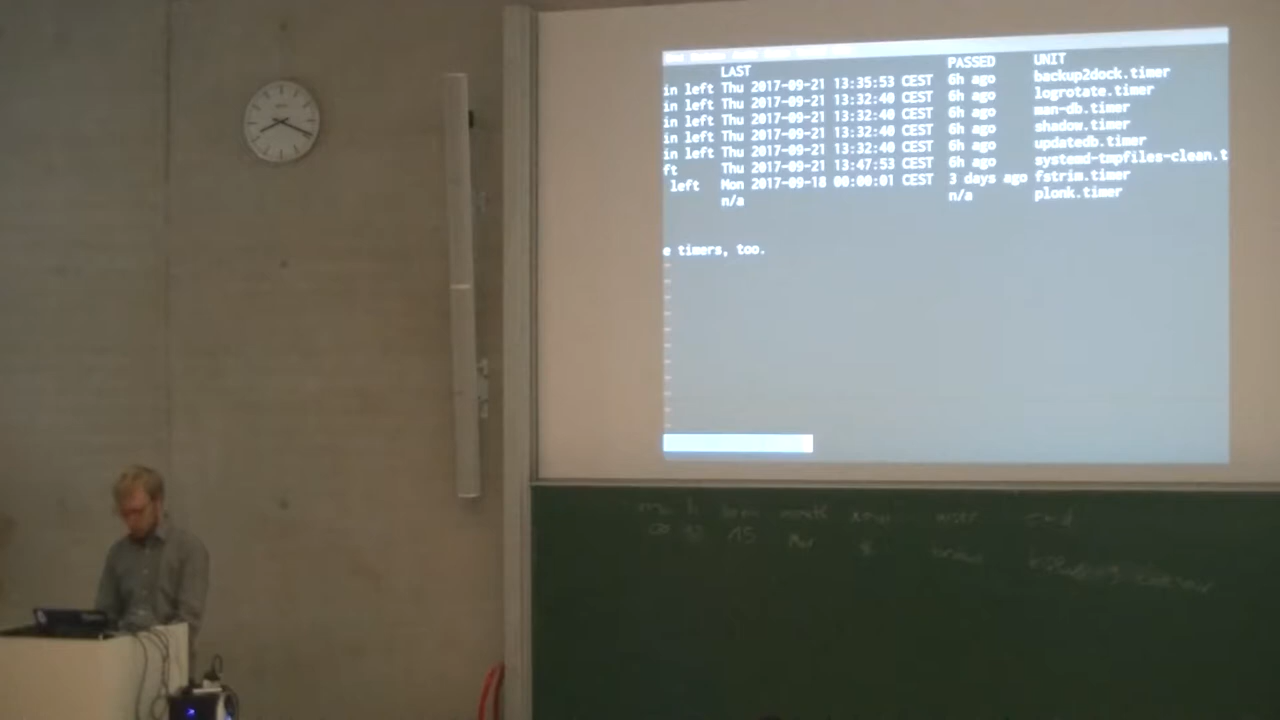 LAST PASSED UNIT
in left Thu 2017-09-21 13:35:53 CEST 6h ago backup2dock.timer
in left Thu 2017-09-21 13:32:40 CEST 6h ago logrotate.timer
in left Thu 2017-09-21 13:32:40 CEST 6h ago man-db.timer
in left Thu 2017-09-21 13:32:40 CEST 6h ago shadow.timer
in left Thu 2017-09-21 13:32:40 CEST 6h ago updatedb.timer
ft Thu 2017-09-21 13:47:53 CEST 6h ago systemd-tmpfiles-clean.t
left Mon 2017-09-18 00:00:01 CEST 3 days ago fstrim.timer
n/a n/a plonk.timer
e timers, too.
h user cmd
15